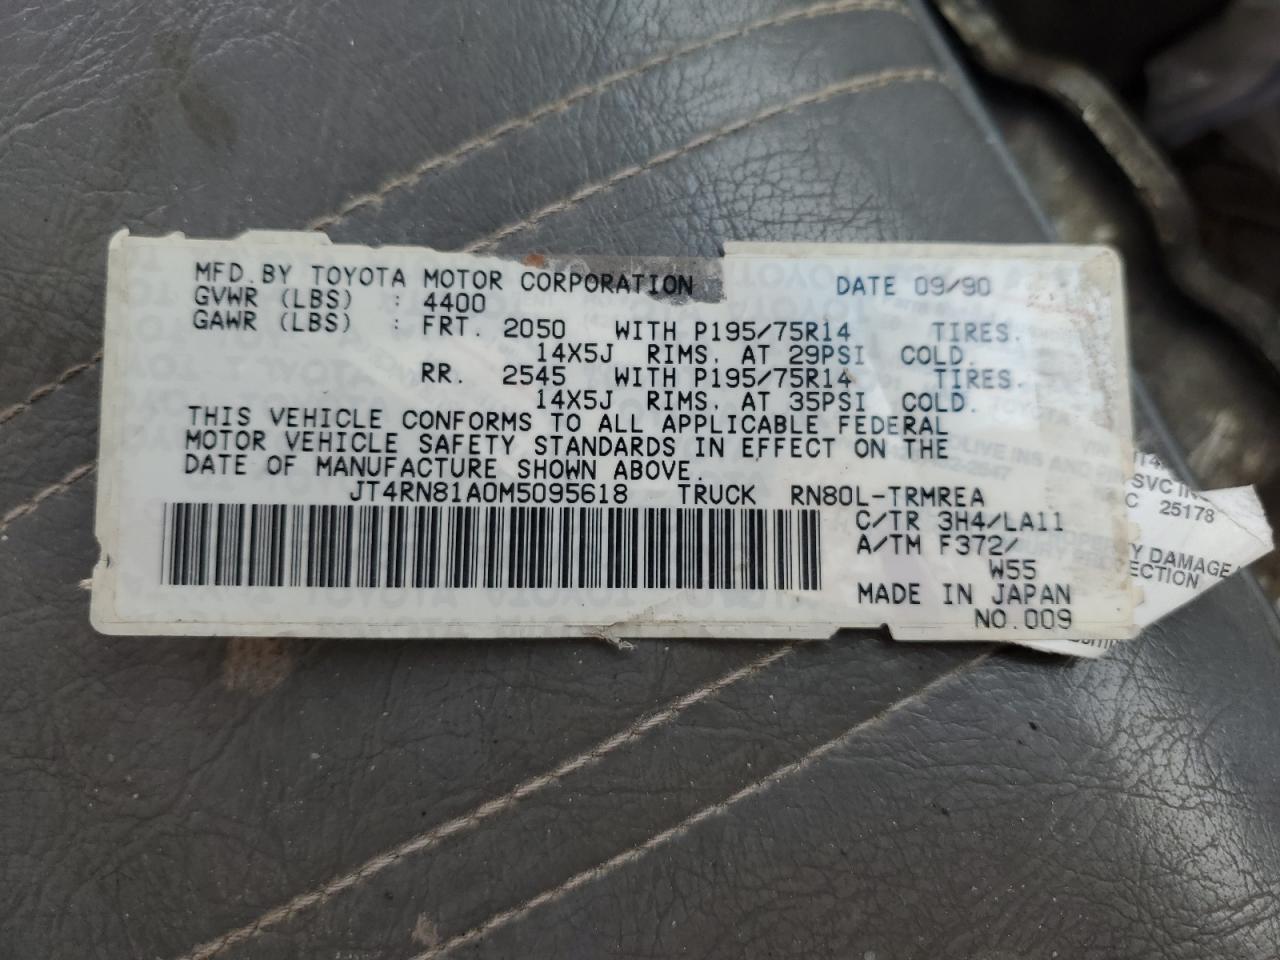 MFD. BY TOYOTA MOTOR CORPORATION DATE 09/90
GVWR (LBS) : 4400
GAWR (LBS) : FRT. 2050 WITH P195/75R14 TIRES.
14X5J RIMS. AT 29PSI COLD.
RR. 2545 WITH P195/75R14 TIRES.
14X5J RIMS. AT 35PSI COLD.
THIS VEHICLE CONFORMS TO ALL APPLICABLE FEDERAL
MOTOR VEHICLE SAFETY STANDARDS IN EFFECT ON THE
DATE OF MANUFACTURE SHOWN ABOVE.
JT4RN81A0M5095618 TRUCK RN80L-TRMREA
C/TR 3H4/LA11
A/TM F372/
W55
MADE IN JAPAN
NO.009
SVC
C 25178
Y DAMAGE
ECTION